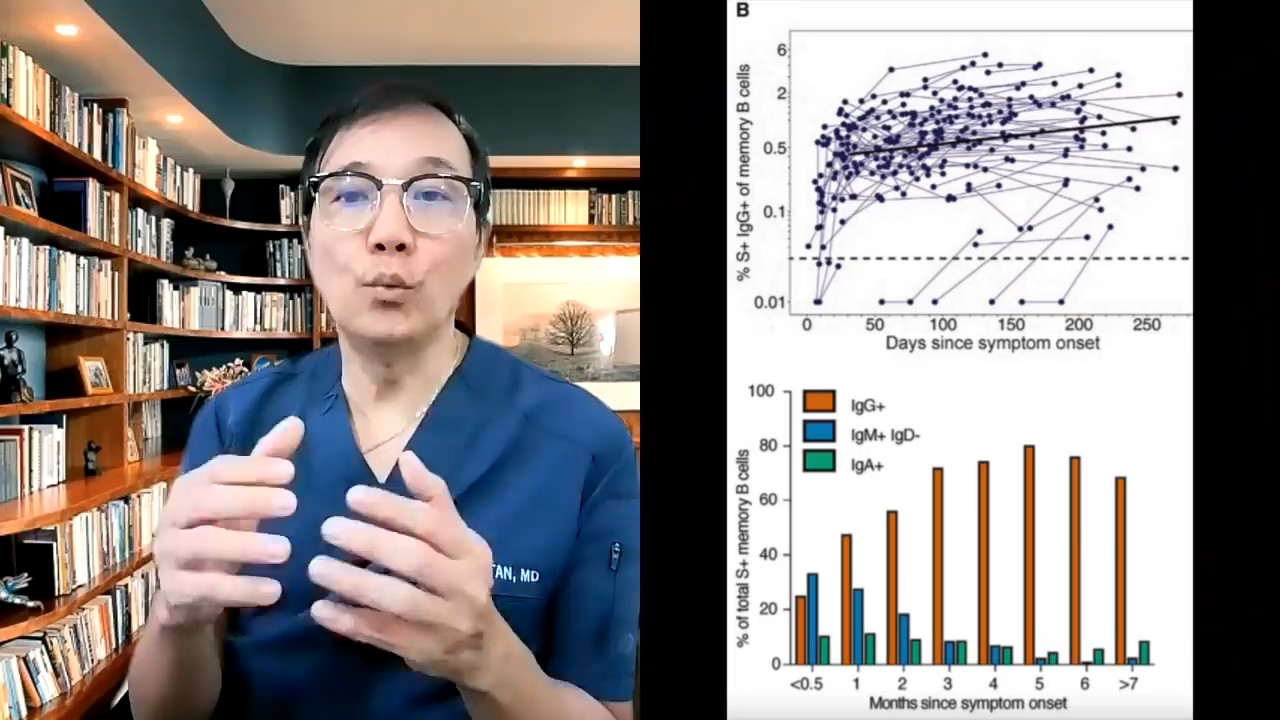 TAN, MD
B
% S+ IgG+ of memory B cells
6
2
0.5
0.1
0.01
0 50 100 150 200 250
Days since symptom onset
% of total S+ memory B cells
100
80
60
40
20
0
IgG+
IgM+ IgD-
IgA+
<0.5 1 2 3 4 5 6 >7
Months since symptom onset